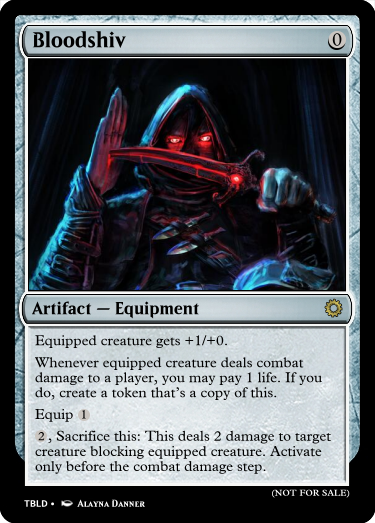 Bloodshiv 0
Artifact — Equipment
Equipped creature gets +1/+0.
Whenever equipped creature deals combat
damage to a player, you may pay 1 life. If you
do, create a token that's a copy of this.
Equip 1
2, Sacrifice this: This deals 2 damage to target
creature blocking equipped creature. Activate
only before the combat damage step.
(NOT FOR SALE)
TBLD • Alayna Danner